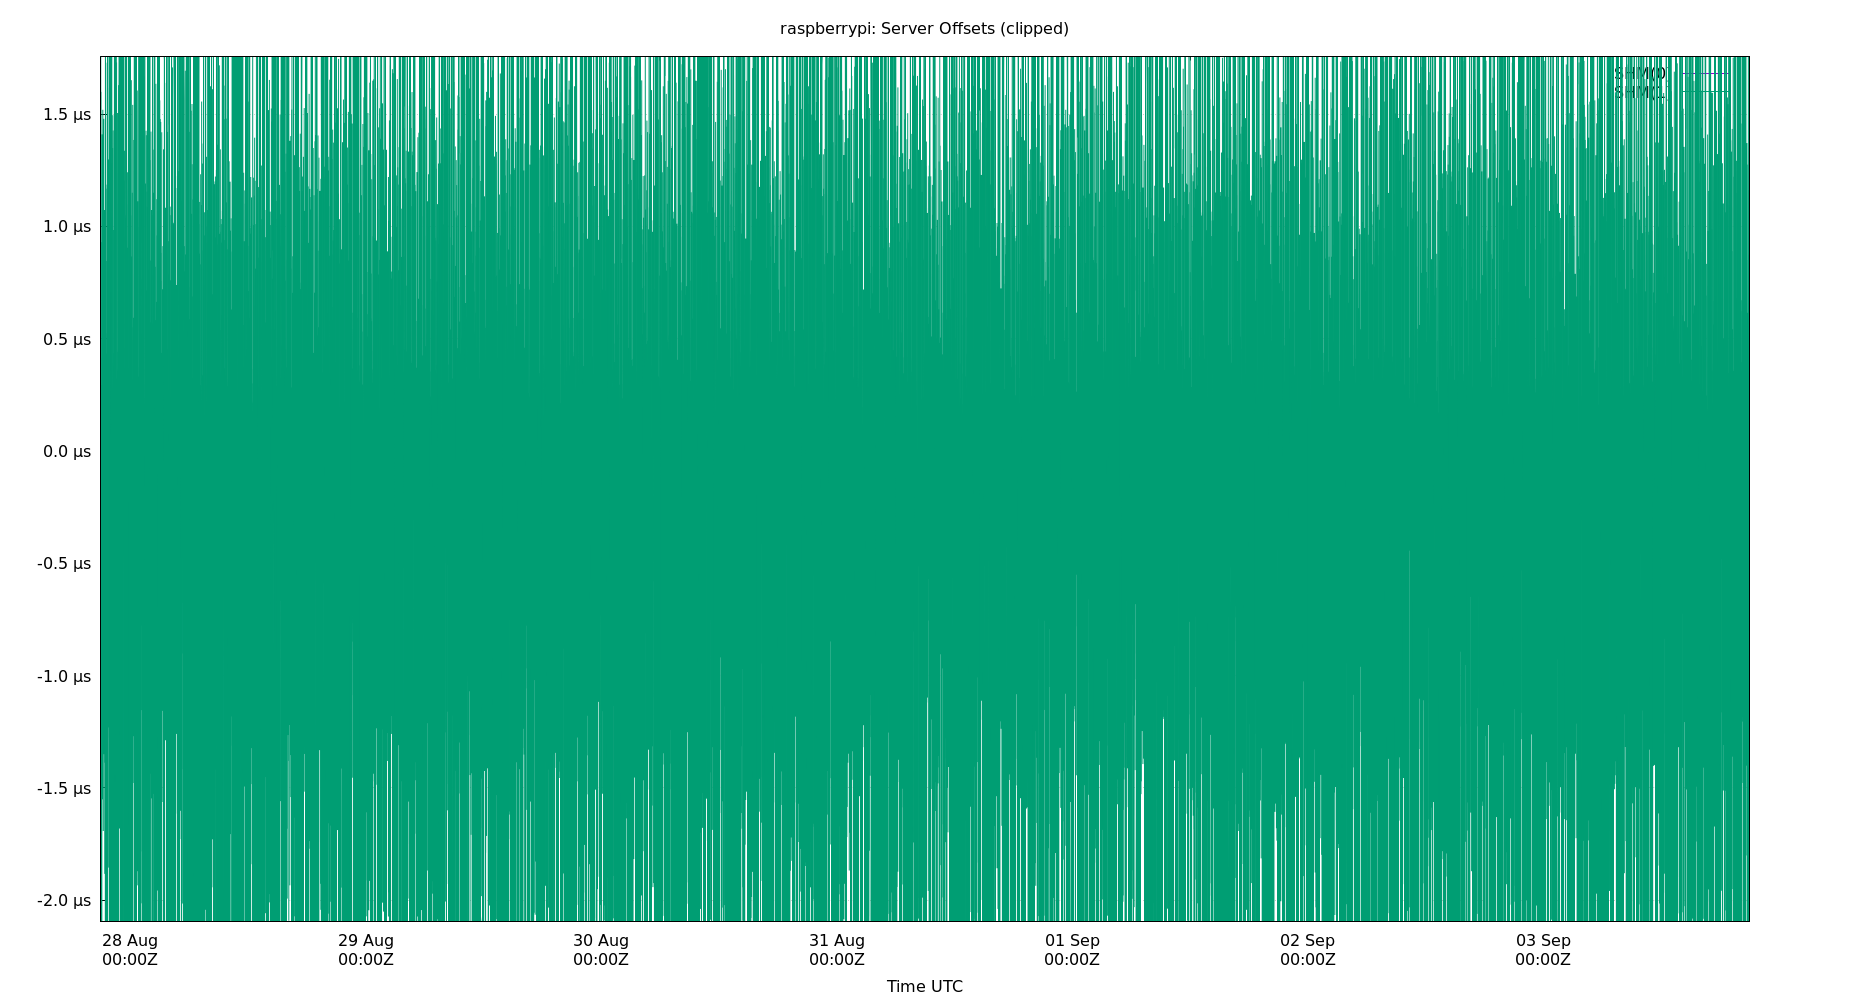 raspberrypi: Server Offsets (clipped)
SHM(0)
1.5 µs
1.0 µs
0.5 µs
0.0 µs
-0.5 µs
-1.0 µs
-1.5 µs
-2.0 µs
28 Aug 29 Aug 30 Aug 31 Aug 01 Sep 02 Sep 03 Sep
00:00Z 00:00Z 00:00Z 00:00Z 00:00Z 00:00Z 00:00Z
Time UTC